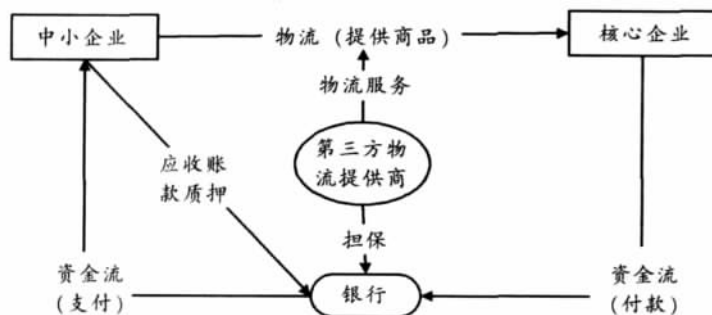 中小企业
物流（提供商品）
核心企业
物流服务
第三方物
流提供商
应收账
款质押
担保
资金流
（支付）
银行
资金流
（付款）